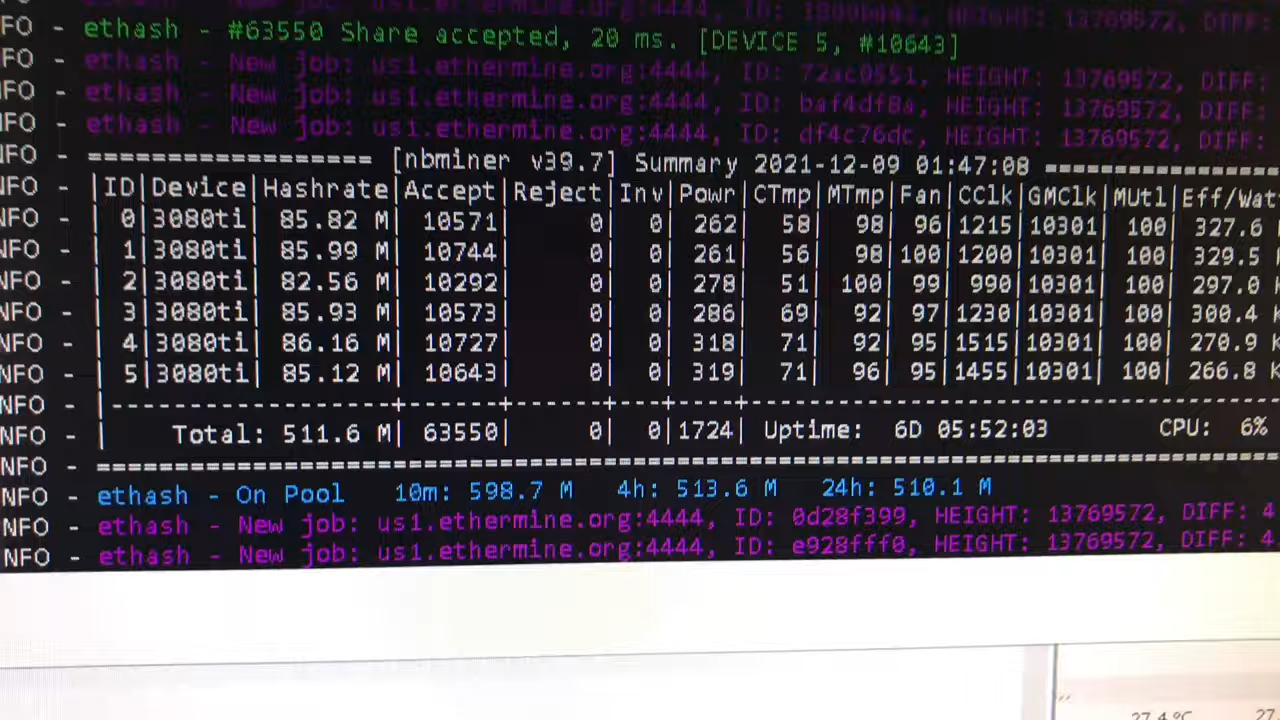 ID: 1800b041, HEIGHT: 13769572, DIFF:
FO - ethash - #63550 Share accepted, 20 ms. [DEVICE 5, #10643]
FO - ethash - New job: us1.ethermine.org:4444, ID: 72ac0551, HEIGHT: 13769572, DIFF:
NFO - ethash - New job: us1.ethermine.org:4444, ID: baf4df8a, HEIGHT: 13769572, DIFF:
NFO - ethash - New job: us1.ethermine.org:4444, ID: df4c76dc, HEIGHT: 13769572, DIFF:
NFO - ================== [nbminer v39.7] Summary 2021-12-09 01:47:08 ===============
NFO - |ID|Device|Hashrate|Accept|Reject|Inv|Powr|CTmp|MTmp|Fan|CClk|GMClk|MUtl|Eff/Wat
NFO - | 0|3080ti| 85.82 M| 10571| 0| 0| 262| 58| 98| 96|1215|10301| 100| 327.6 K
NFO - | 1|3080ti| 85.99 M| 10744| 0| 0| 261| 56| 98|100|1200|10301| 100| 329.5 K
NFO - | 2|3080ti| 82.56 M| 10292| 0| 0| 278| 51| 100| 99| 990|10301| 100| 297.0 K
NFO - | 3|3080ti| 85.93 M| 10573| 0| 0| 286| 69| 92| 97|1230|10301| 100| 300.4 K
NFO - | 4|3080ti| 86.16 M| 10727| 0| 0| 318| 71| 92| 95|1515|10301| 100| 270.9 K
NFO - | 5|3080ti| 85.12 M| 10643| 0| 0| 319| 71| 96| 95|1455|10301| 100| 266.8 K
NFO - |------------------+------+------+---+----+----------------------------------
NFO - | Total: 511.6 M| 63550| 0| 0|1724| Uptime: 6D 05:52:03 CPU: 6%
NFO - ==========================================================================
NFO - ethash - On Pool 10m: 598.7 M 4h: 513.6 M 24h: 510.1 M
NFO - ethash - New job: us1.ethermine.org:4444, ID: 0d28f399, HEIGHT: 13769572, DIFF: 4
NFO - ethash - New job: us1.ethermine.org:4444, ID: e928fff0, HEIGHT: 13769572, DIFF: 4.
27.4 °C 27